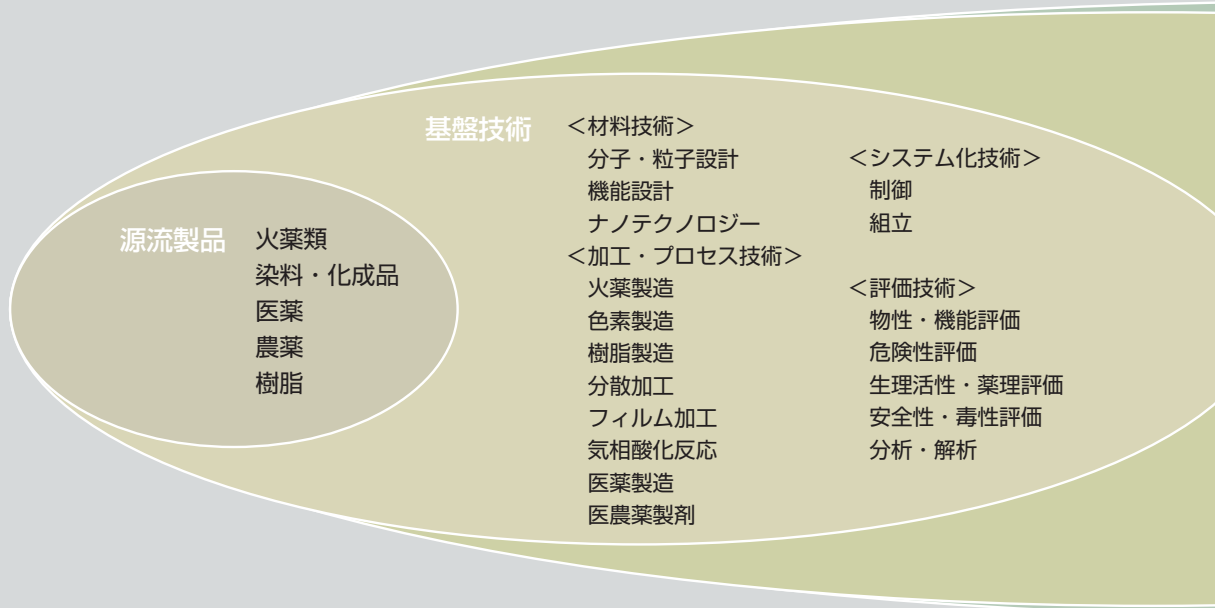 源流製品
火薬類
染料・化成品
医薬
農薬
樹脂
基盤技術
＜材料技術＞
分子・粒子設計
機能設計
ナノテクノロジー
＜加工・プロセス技術＞
火薬製造
色素製造
樹脂製造
分散加工
フィルム加工
気相酸化反応
医薬製造
医農薬製剤
＜システム化技術＞
制御
組立
＜評価技術＞
物性・機能評価
危険性評価
生理活性・薬理評価
安全性・毒性評価
分析・解析